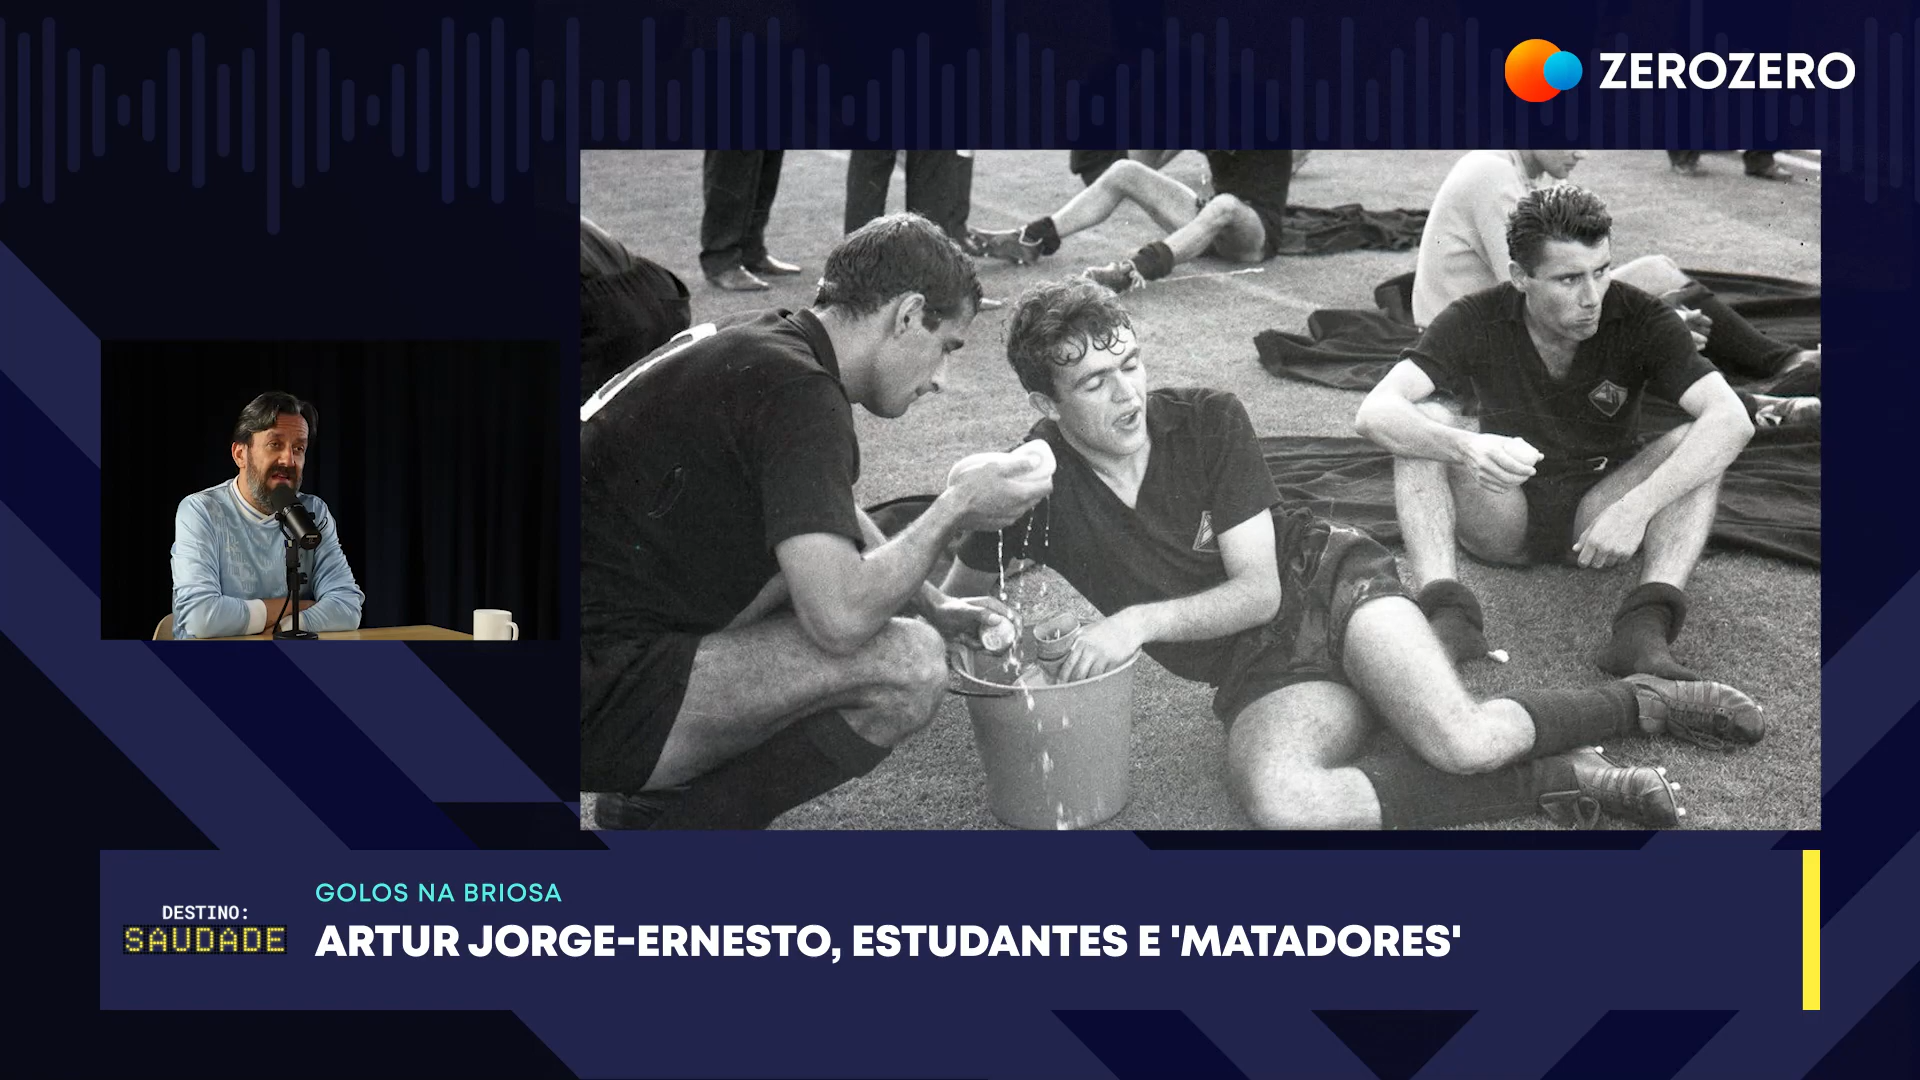 ZEROZERO
GOLOS NA BRIOSA
DESTINO:
SAUDADE
ARTUR JORGE-ERNESTO, ESTUDANTES E 'MATADORES'